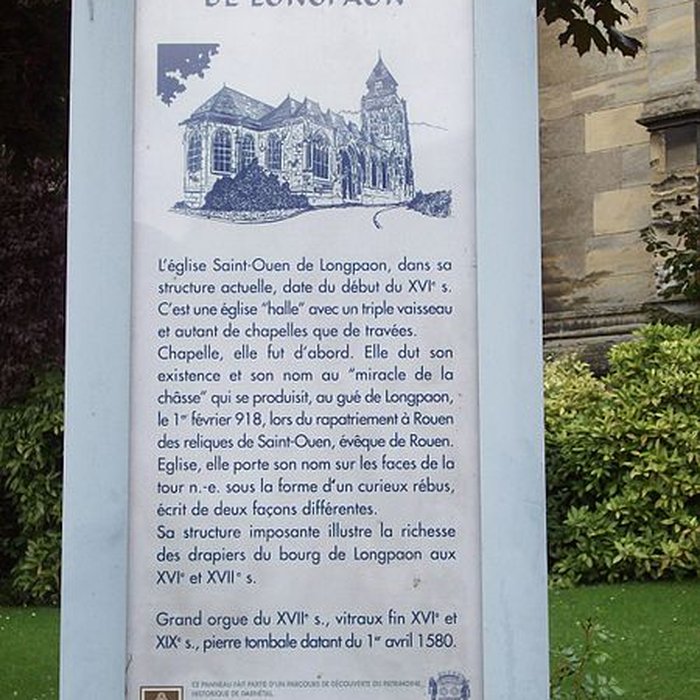 DE LONGPAON
L'église Saint-Ouen de Longpaon, dans sa
structure actuelle, date du début du XVIᵉ s.
C'est une église "halle" avec un triple vaisseau
et autant de chapelles que de travées.
Chapelle, elle fut d'abord. Elle dut son
existence et son nom au "miracle de la
châsse" qui se produisit, au gué de Longpaon,
le 1ᵉʳ février 918, lors du rapatriement à Rouen
des reliques de Saint-Ouen, évêque de Rouen.
Eglise, elle porte son nom sur les faces de la
tour n.-e. sous la forme d'un curieux rébus,
écrit de deux façons différentes.
Sa structure imposante illustre la richesse
des drapiers du bourg de Longpaon aux
XVIᵉ et XVIIᵉ s.
Grand orgue du XVIIᵉ s., vitraux fin XVIᵉ et
XIXᵉ s., pierre tombale datant du 1ᵉʳ avril 1580.
CE PANNEAU FAIT PARTIE D'UN PARCOURS DE DÉCOUVERTE DU PATRIMOINE
HISTORIQUE DE DARNÉTAL